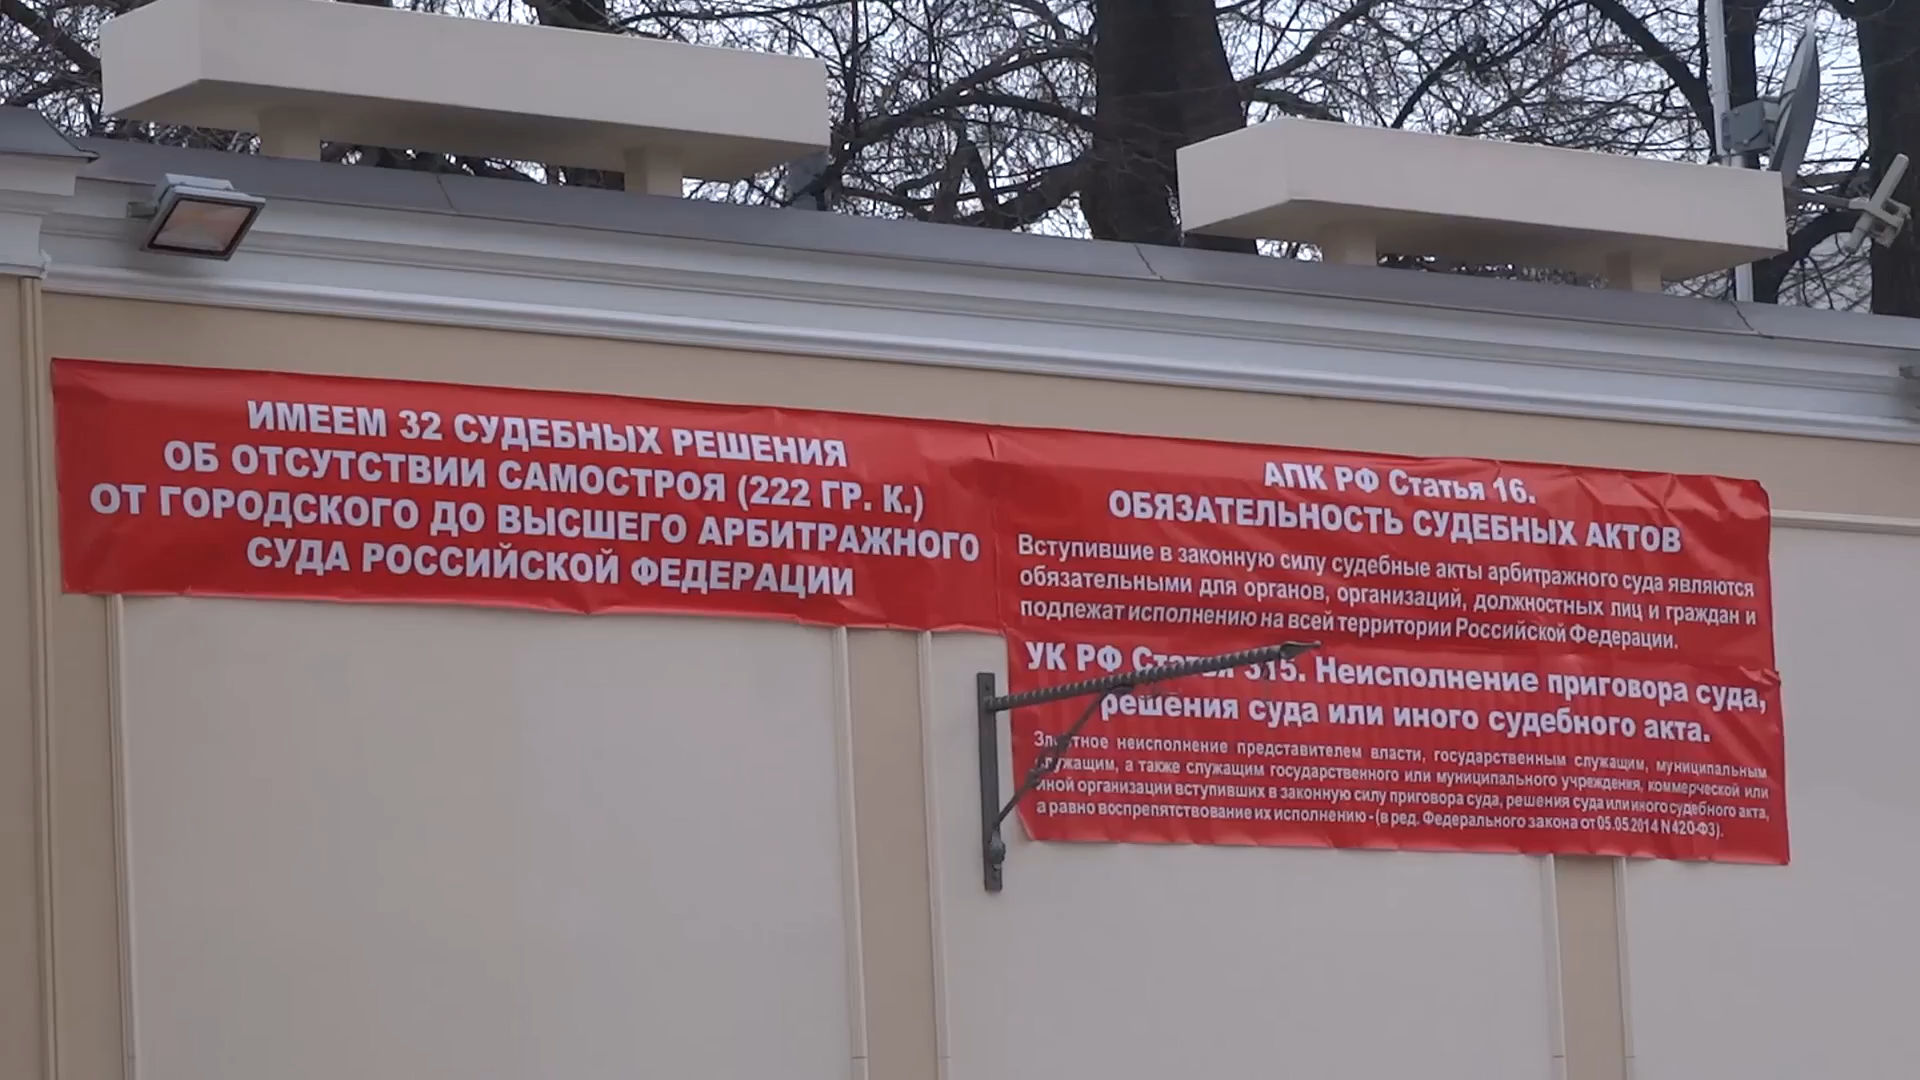 ИМЕЕМ 32 СУДЕБНЫХ РЕШЕНИЯ
ОБ ОТСУТСТВИИ САМОСТРОЯ (222 ГР. К.)
ОТ ГОРОДСКОГО ДО ВЫСШЕГО АРБИТРАЖНОГО
СУДА РОССИЙСКОЙ ФЕДЕРАЦИИ
АПК РФ Статья 16.
ОБЯЗАТЕЛЬНОСТЬ СУДЕБНЫХ АКТОВ
Вступившие в законную силу судебные акты арбитражного суда являются
обязательными для органов, организаций, должностных лиц и граждан и
подлежат исполнению на всей территории Российской Федерации.
УК РФ Статья 315. Неисполнение приговора суда,
решения суда или иного судебного акта.
Злостное неисполнение представителем власти, государственным служащим, муниципальным
служащим, а также служащим государственного или муниципального учреждения, коммерческой или
иной организации вступивших в законную силу приговора суда, решения суда или иного судебного акта,
а равно воспрепятствование их исполнению - (в ред. Федерального закона от 05.05.2014 N 420-ФЗ).